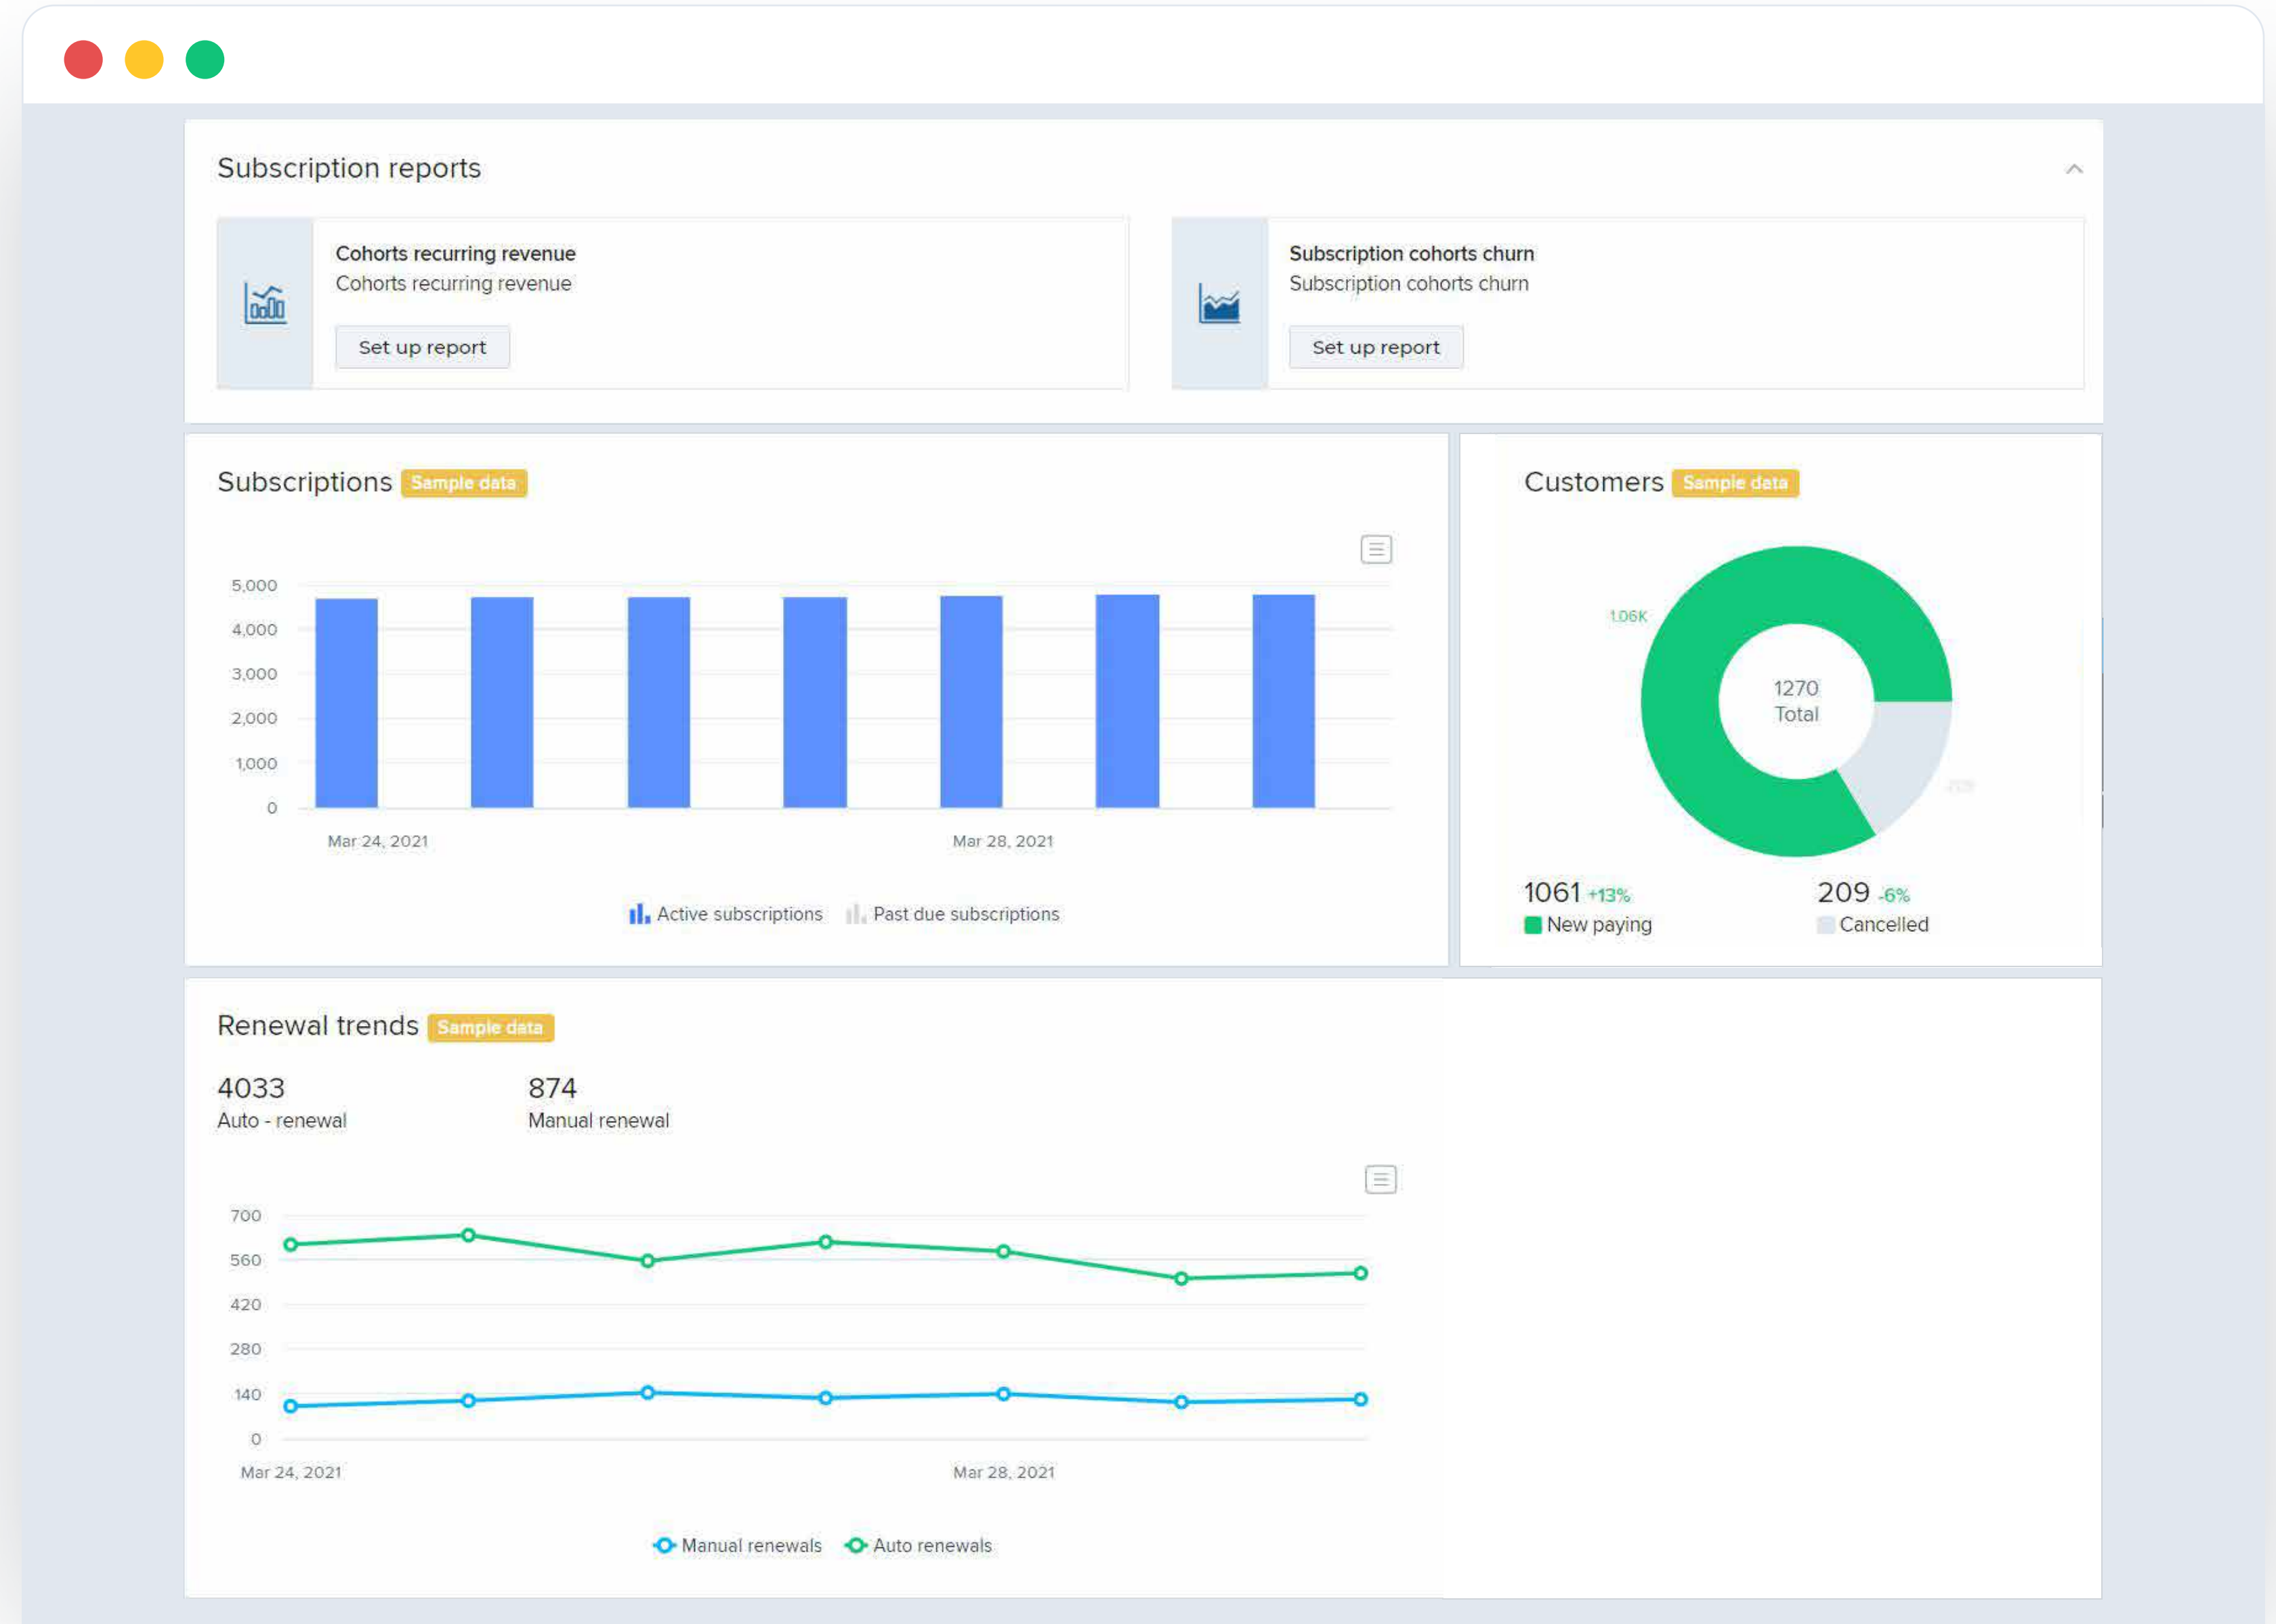 Subscription reports
Cohorts recurring revenue
Cohorts recurring revenue
Set up report
Subscription cohorts churn
Subscription cohorts churn
Set up report
Subscriptions Sample data
5,000
4,000
3,000
2,000
1,000
0
Mar 24, 2021 Mar 28, 2021
Active subscriptions Past due subscriptions
Customers Sample data
1.06K
1270
Total
1061 +13%
New paying
209 -6%
Cancelled
Renewal trends Sample data
4033
Auto - renewal
874
Manual renewal
700
560
420
280
140
0
Mar 24, 2021 Mar 28, 2021
Manual renewals Auto renewals